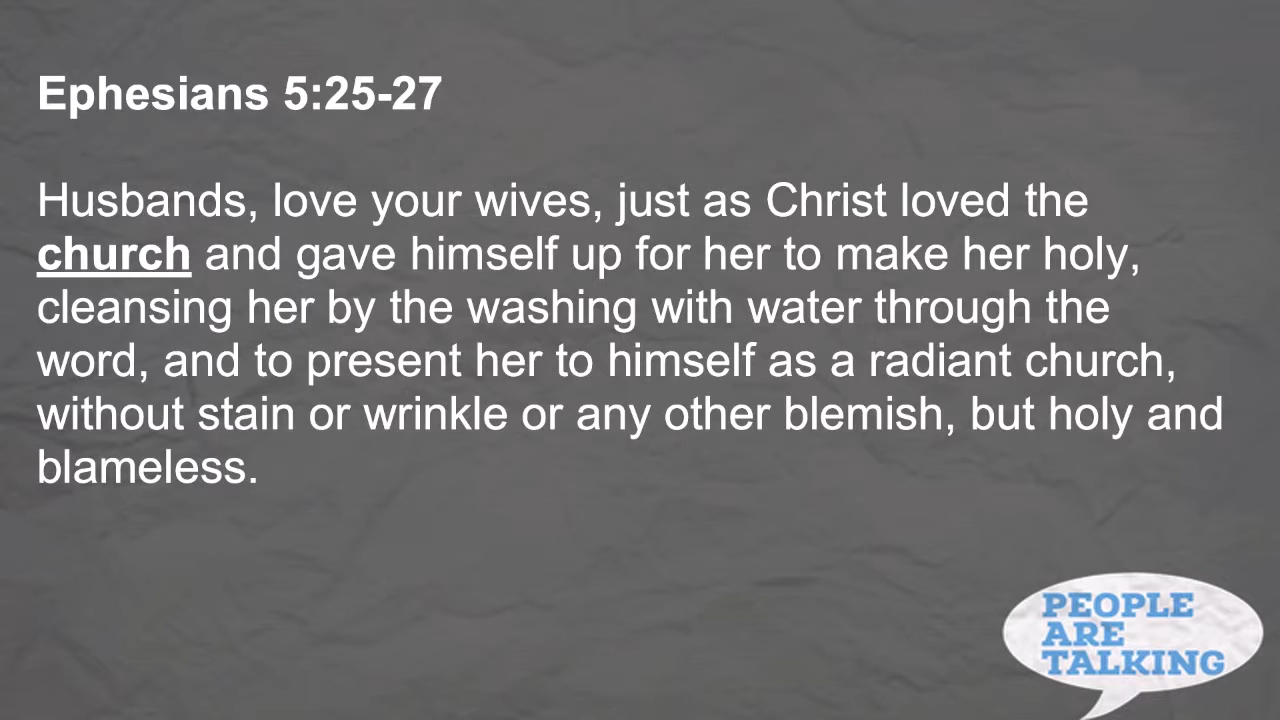 Ephesians 5:25-27
Husbands, love your wives, just as Christ loved the
church and gave himself up for her to make her holy,
cleansing her by the washing with water through the
word, and to present her to himself as a radiant church,
without stain or wrinkle or any other blemish, but holy and
blameless.
PEOPLE
ARE
TALKING